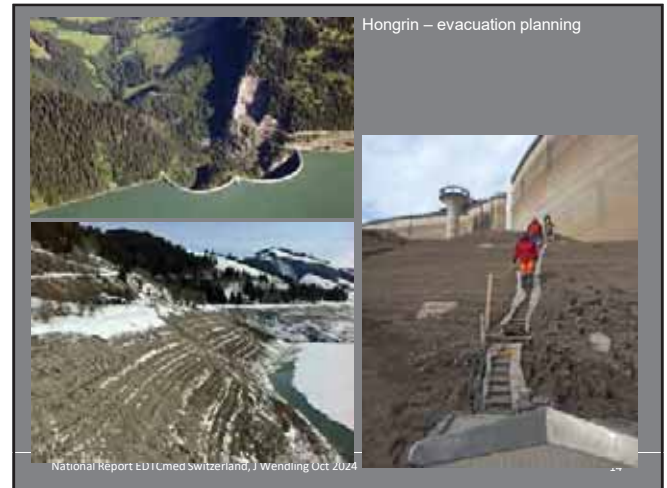 Hongrin – evacuation planning
National Report EDTCmed Switzerland, J Wendling Oct 2024
14